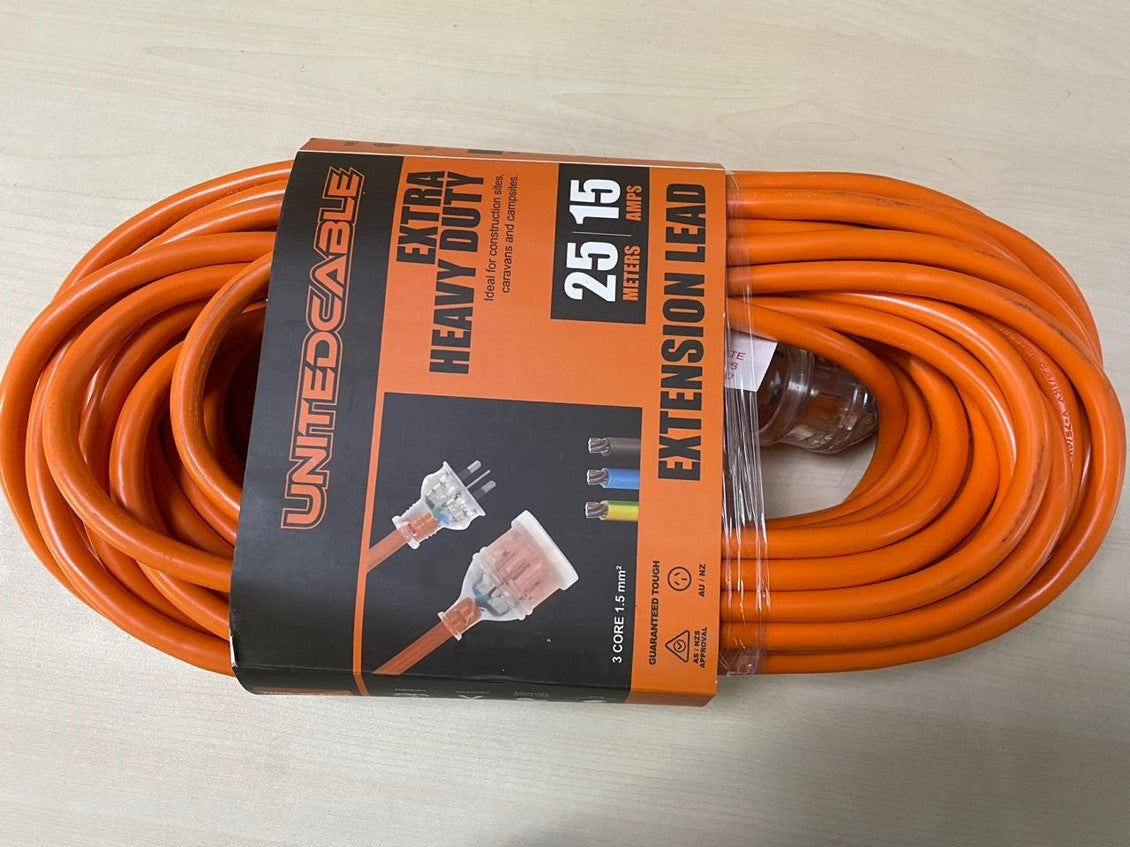 UNITEDCABLE
EXTRA
HEAVY DUTY
Ideal for construction sites,
caravans and campsites.
25 15
METERS AMPS
EXTENSION LEAD
3 CORE 1.5 mm²
GUARANTEED TOUGH
AS / NZS
APPROVAL
AU / NZ